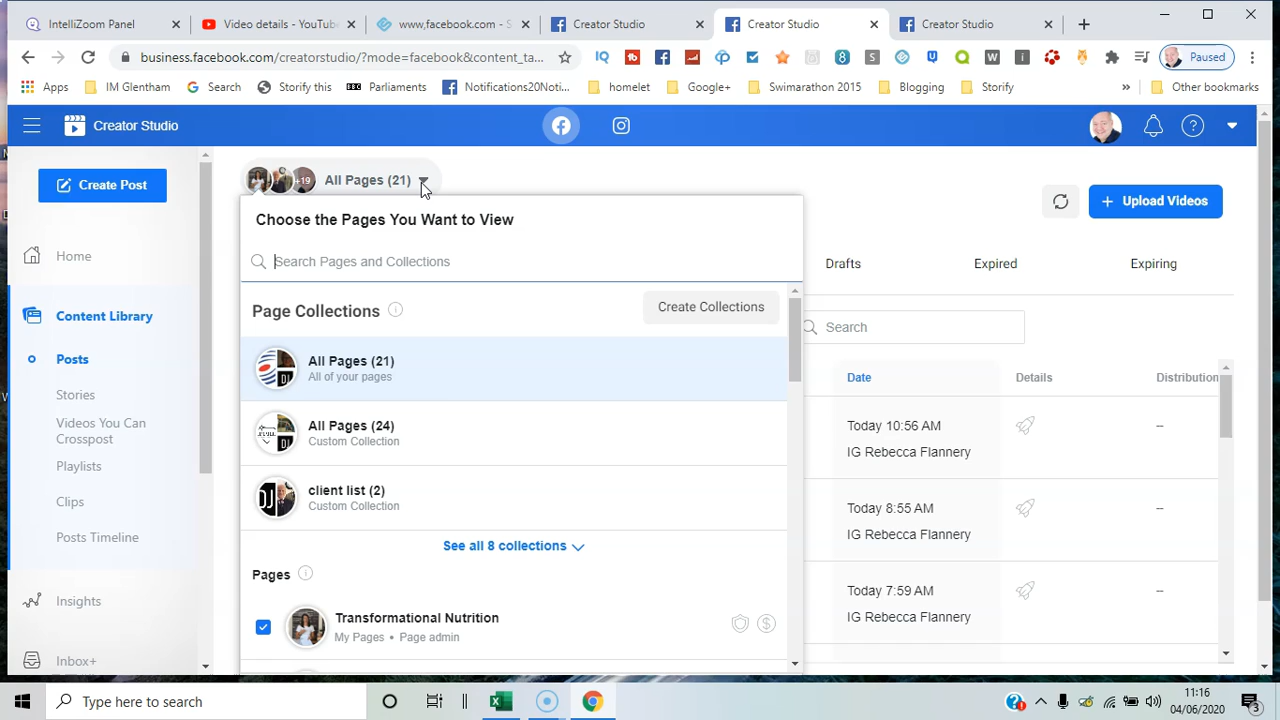 IntelliZoom Panel
Video details - YouTube
www,facebook.com - S
Creator Studio
Creator Studio
Creator Studio
business.facebook.com/creatorstudio/?mode=facebook&content_ta...
Paused
Apps
IM Glentham
Search
Storify this
Parliaments
Notifications20Noti...
homelet
Google+
Swimarathon 2015
Blogging
Storify
»
Other bookmarks
Creator Studio
Create Post
+19
All Pages (21)
+ Upload Videos
Choose the Pages You Want to View
Home
Search Pages and Collections
Drafts
Expired
Expiring
Content Library
Page Collections
Create Collections
Search
Posts
All Pages (21)
All of your pages
Date
Details
Distribution
Stories
Videos You Can
Crosspost
All Pages (24)
Custom Collection
Today 10:56 AM
IG Rebecca Flannery
--
Playlists
Clips
client list (2)
Custom Collection
Today 8:55 AM
IG Rebecca Flannery
--
Posts Timeline
See all 8 collections
Pages
Insights
Transformational Nutrition
My Pages • Page admin
Today 7:59 AM
IG Rebecca Flannery
--
Inbox+
Type here to search
11:16
04/06/2020
3